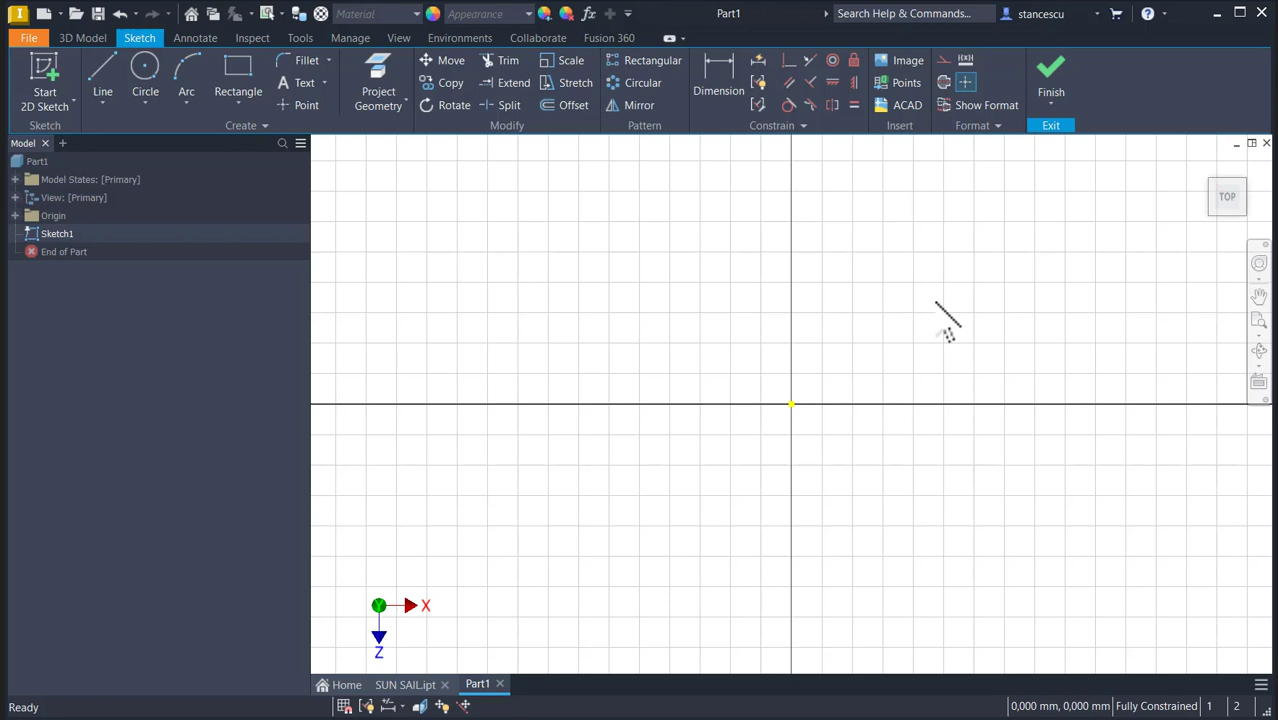 Material
Appearance
fx
Part1
Search Help & Commands...
stancescu
File
3D Model
Sketch
Annotate
Inspect
Tools
Manage
View
Environments
Collaborate
Fusion 360
Start
2D Sketch
Line
Circle
Arc
Rectangle
Fillet
Text
Point
Project
Geometry
Move
Copy
Rotate
Trim
Extend
Split
Scale
Stretch
Offset
Rectangular
Circular
Mirror
Dimension
Image
Points
ACAD
Show Format
Finish
Sketch
Create
Modify
Pattern
Constrain
Insert
Format
Exit
Model
Part1
Model States: [Primary]
View: [Primary]
Origin
Sketch1
End of Part
TOP
Y
X
Z
Home
SUN SAIL.ipt
Part1
Ready
0,000 mm, 0,000 mm
Fully Constrained
1
2